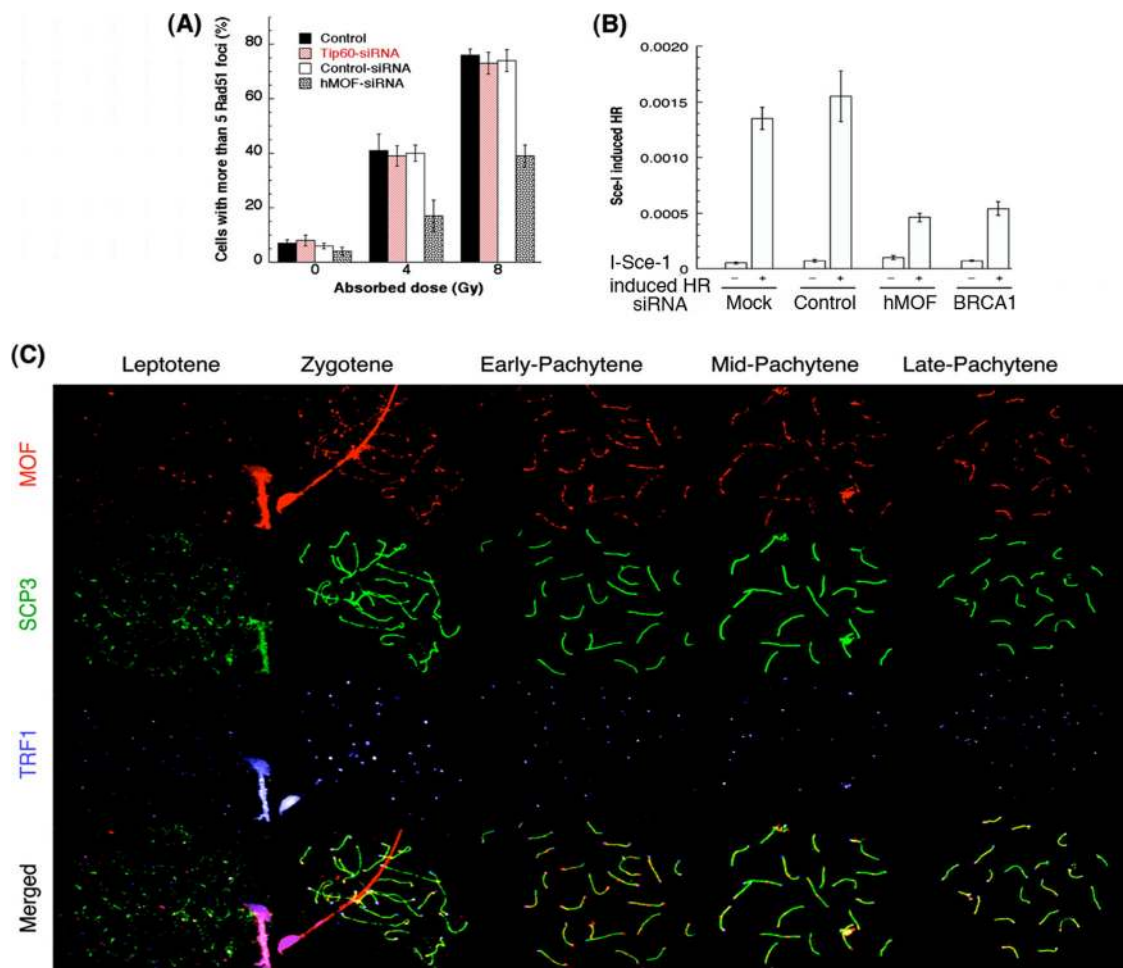 (A)
Cells with more than 5 Rad51 foci (%)
80
60
40
20
0
Control
Tip60-siRNA
Control-siRNA
hMOF-siRNA
0 4 8
Absorbed dose (Gy)
(B)
Sce-I induced HR
0.0020
0.0015
0.0010
0.0005
0
I-Sce-1
induced HR
− + − + − + − +
siRNA
Mock Control hMOF BRCA1
(C)
Leptotene Zygotene Early-Pachytene Mid-Pachytene Late-Pachytene
MOF
SCP3
TRF1
Merged